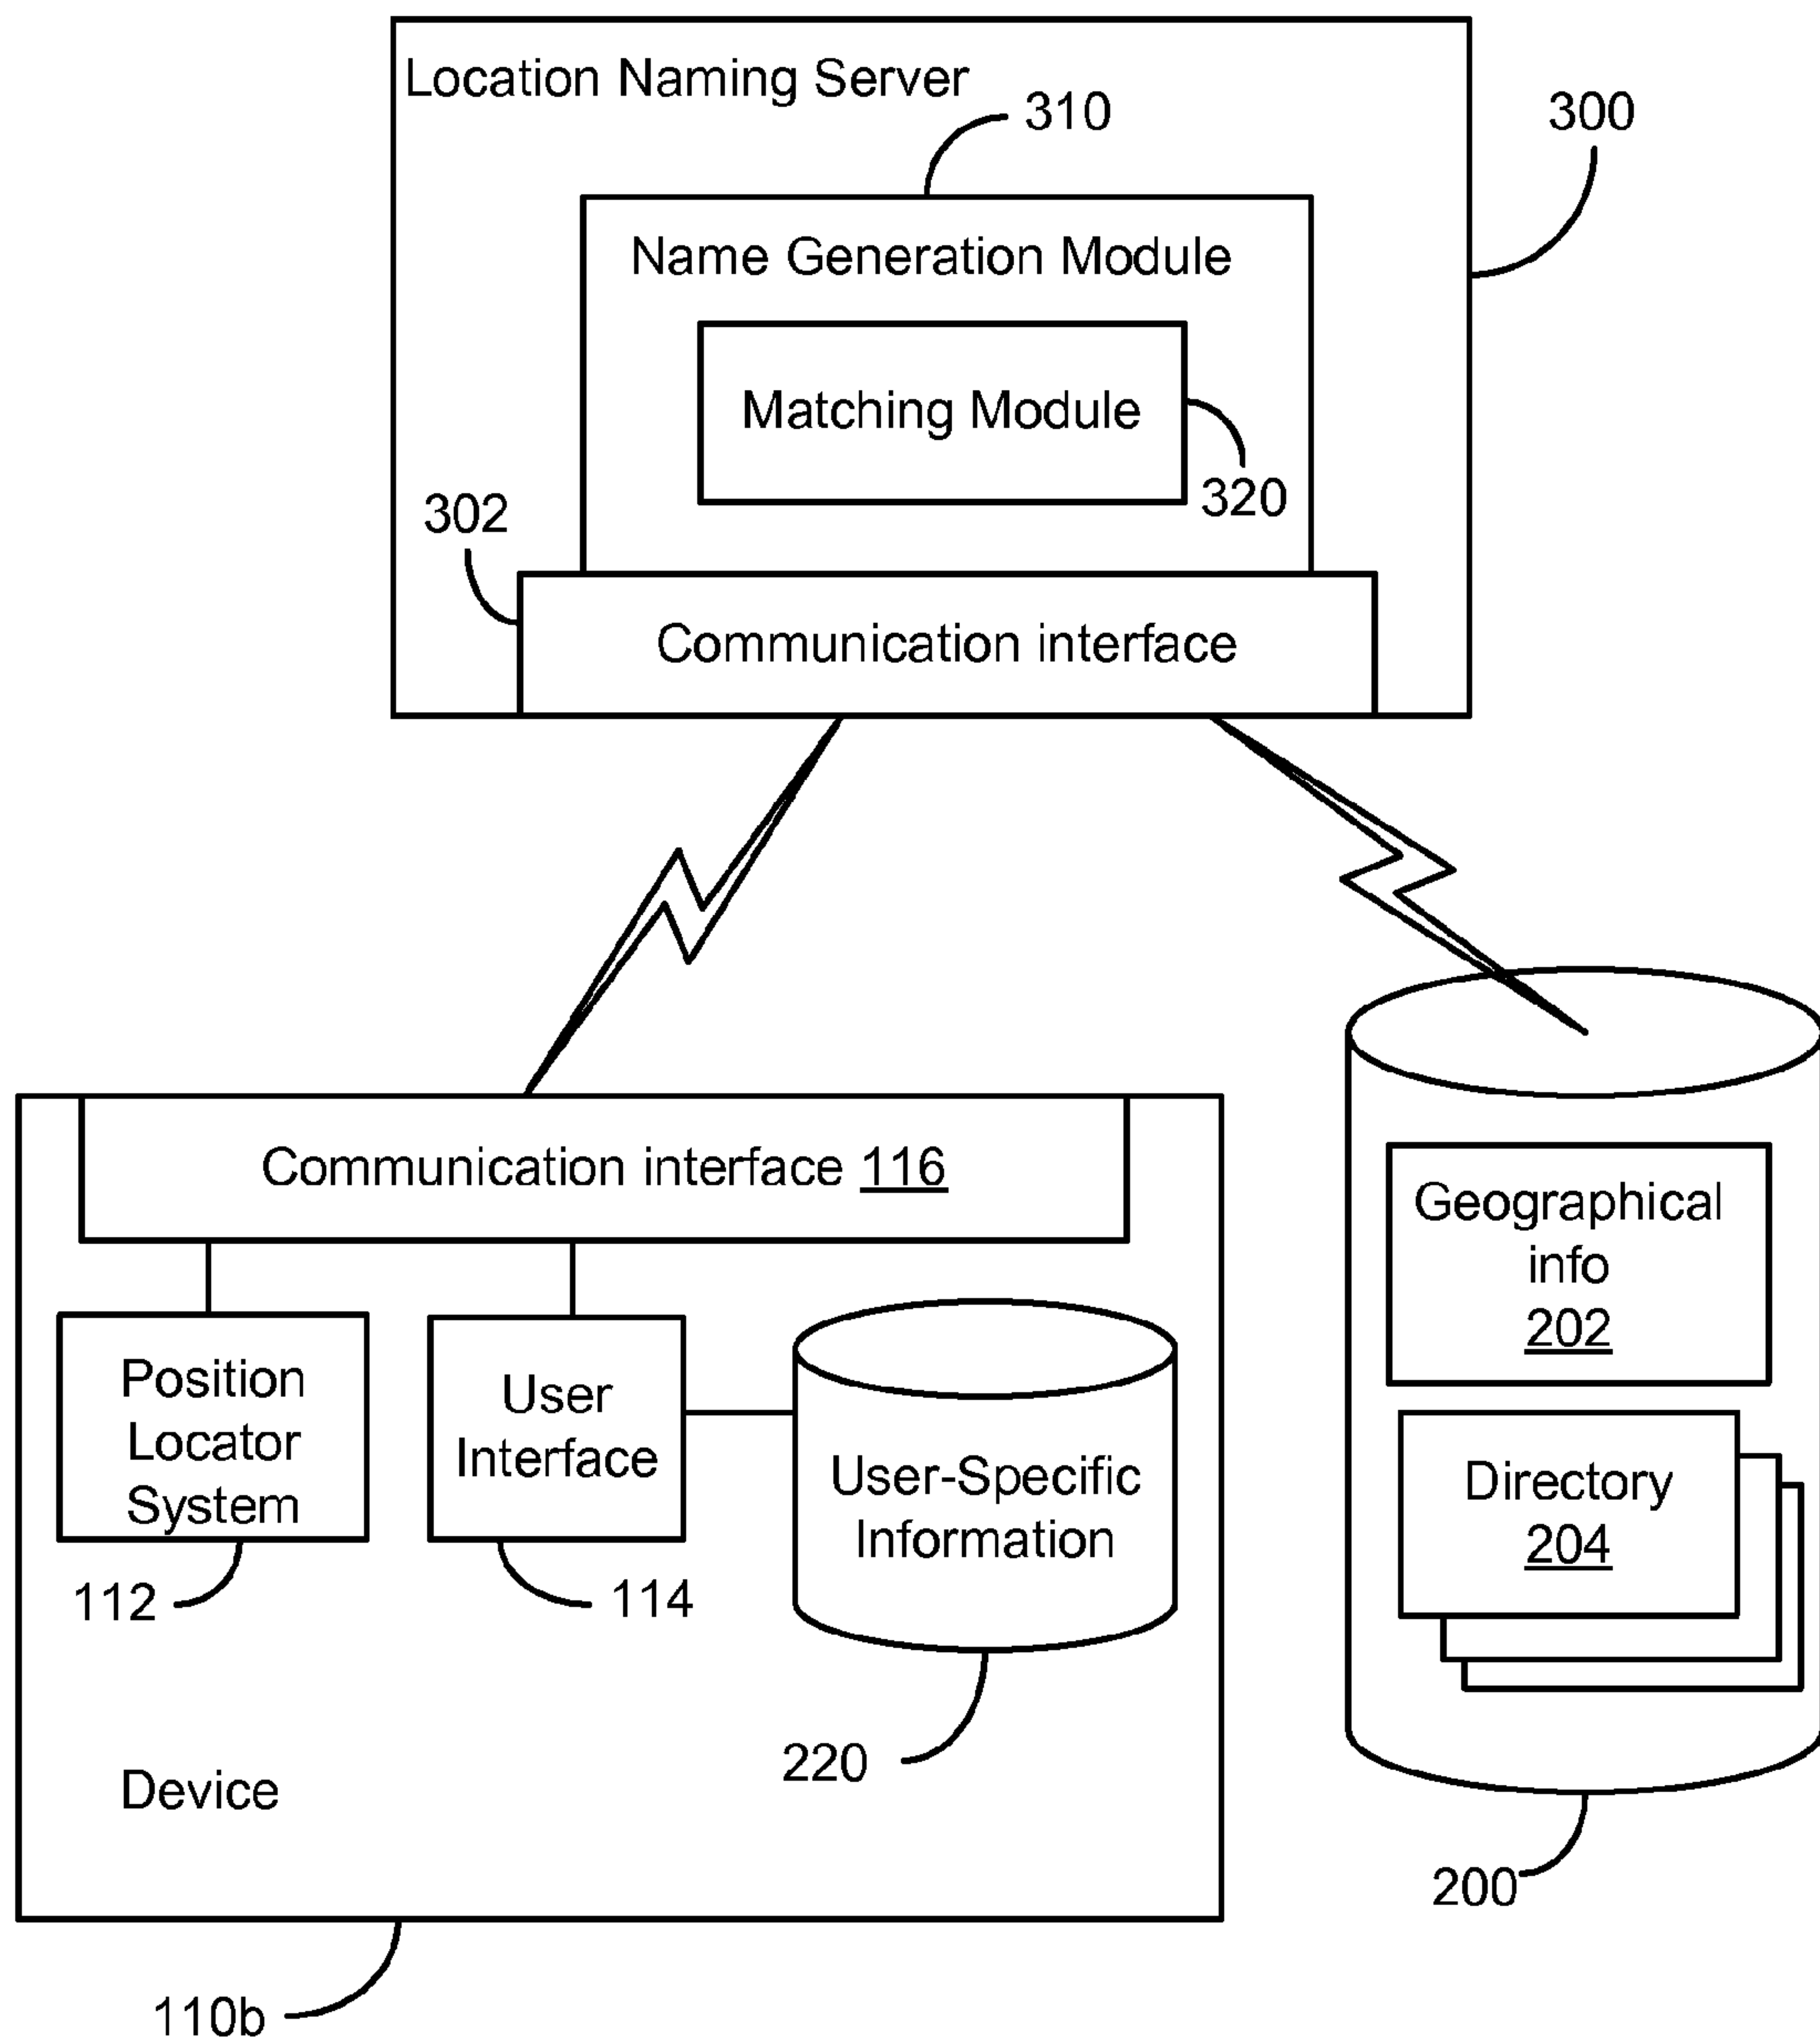 Location Naming Server
310
300
Name Generation Module
Matching Module
320
302
Communication interface
Communication interface 116
Geographical
info
202
Position
Locator
System
User
Interface
User-Specific
Information
Directory
204
112
114
220
Device
200
110b